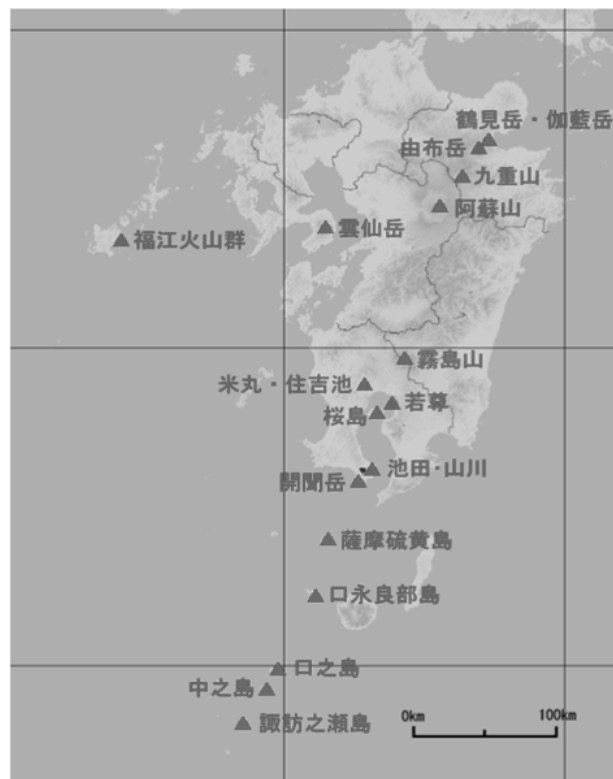 鶴見岳・伽藍岳
由布岳
九重山
阿蘇山
雲仙岳
福江火山群
霧島山
米丸・住吉池
若尊
桜島
池田・山川
開聞岳
薩摩硫黄島
口永良部島
口之島
中之島
諏訪之瀬島
0km 100km